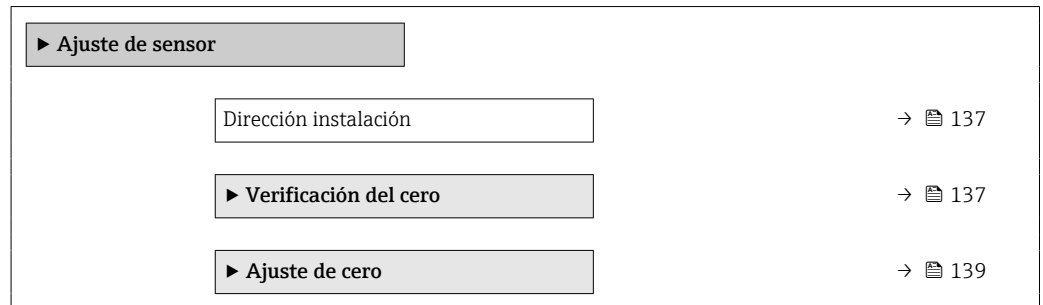 ▶ Ajuste de sensor
Dirección instalación → 137
▶ Verificación del cero → 137
▶ Ajuste de cero → 139